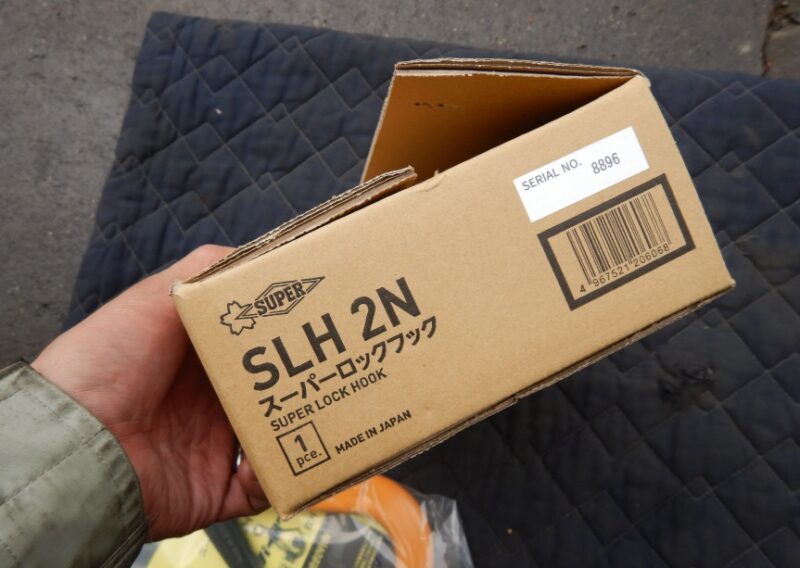 SERIAL NO. 8896
4 967521 206068
SUPER
SLH 2N
スーパーロックフック
SUPER LOCK HOOK
1
pce.
MADE IN JAPAN